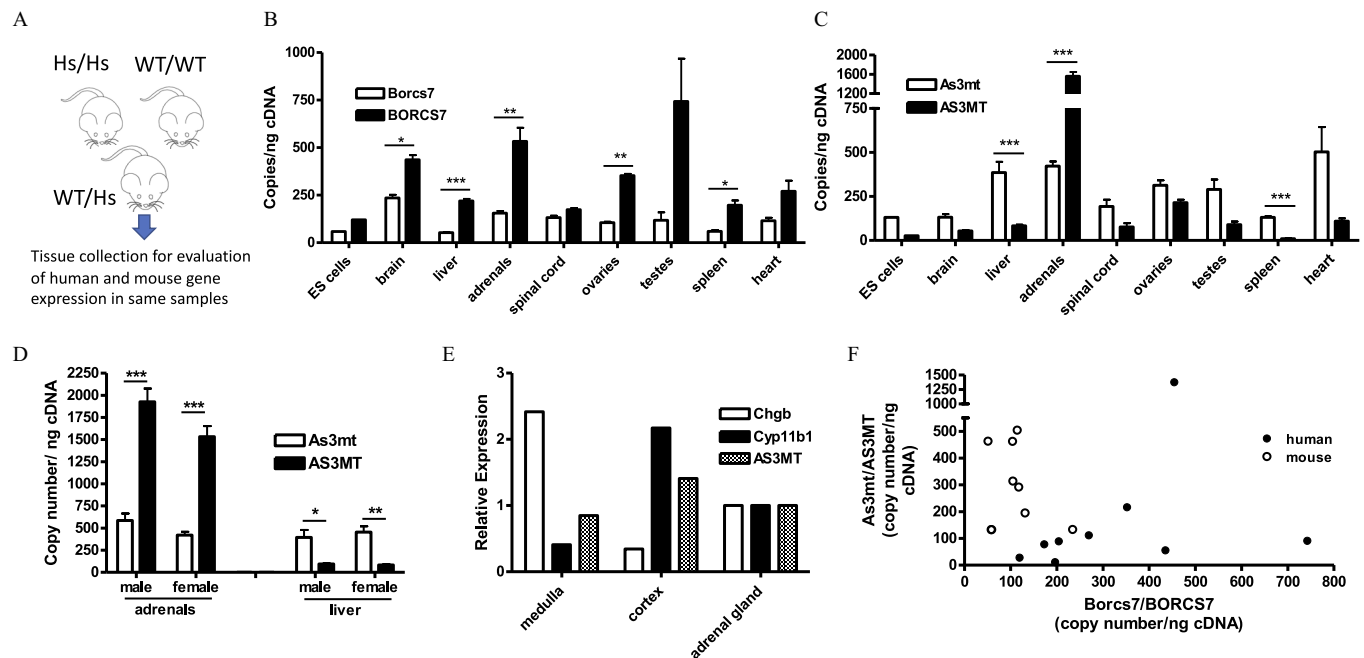 A
Hs/Hs WT/WT
WT/Hs
Tissue collection for evaluation
of human and mouse gene
expression in same samples
B
Copies/ng cDNA
1000
750
500
250
0
Borcs7
BORCS7
*
***
**
**
*
ES cells
brain
liver
adrenals
spinal cord
ovaries
testes
spleen
heart
C
Copies/ng cDNA
2000
1600
1200
750
500
250
0
As3mt
AS3MT
***
***
***
ES cells
brain
liver
adrenals
spinal cord
ovaries
testes
spleen
heart
D
Copy number/ ng cDNA
2250
2000
1750
1500
1250
1000
750
500
250
0
***
***
As3mt
AS3MT
*
**
male female male female
adrenals liver
E
Relative Expression
3
2
1
0
Chgb
Cyp11b1
AS3MT
medulla
cortex
adrenal gland
F
As3mt/AS3MT
(copy number/ng
cDNA)
1500
1250
1000
500
400
300
200
100
0
human
mouse
0 100 200 300 400 500 600 700 800
Borcs7/BORCS7
(copy number/ng cDNA)